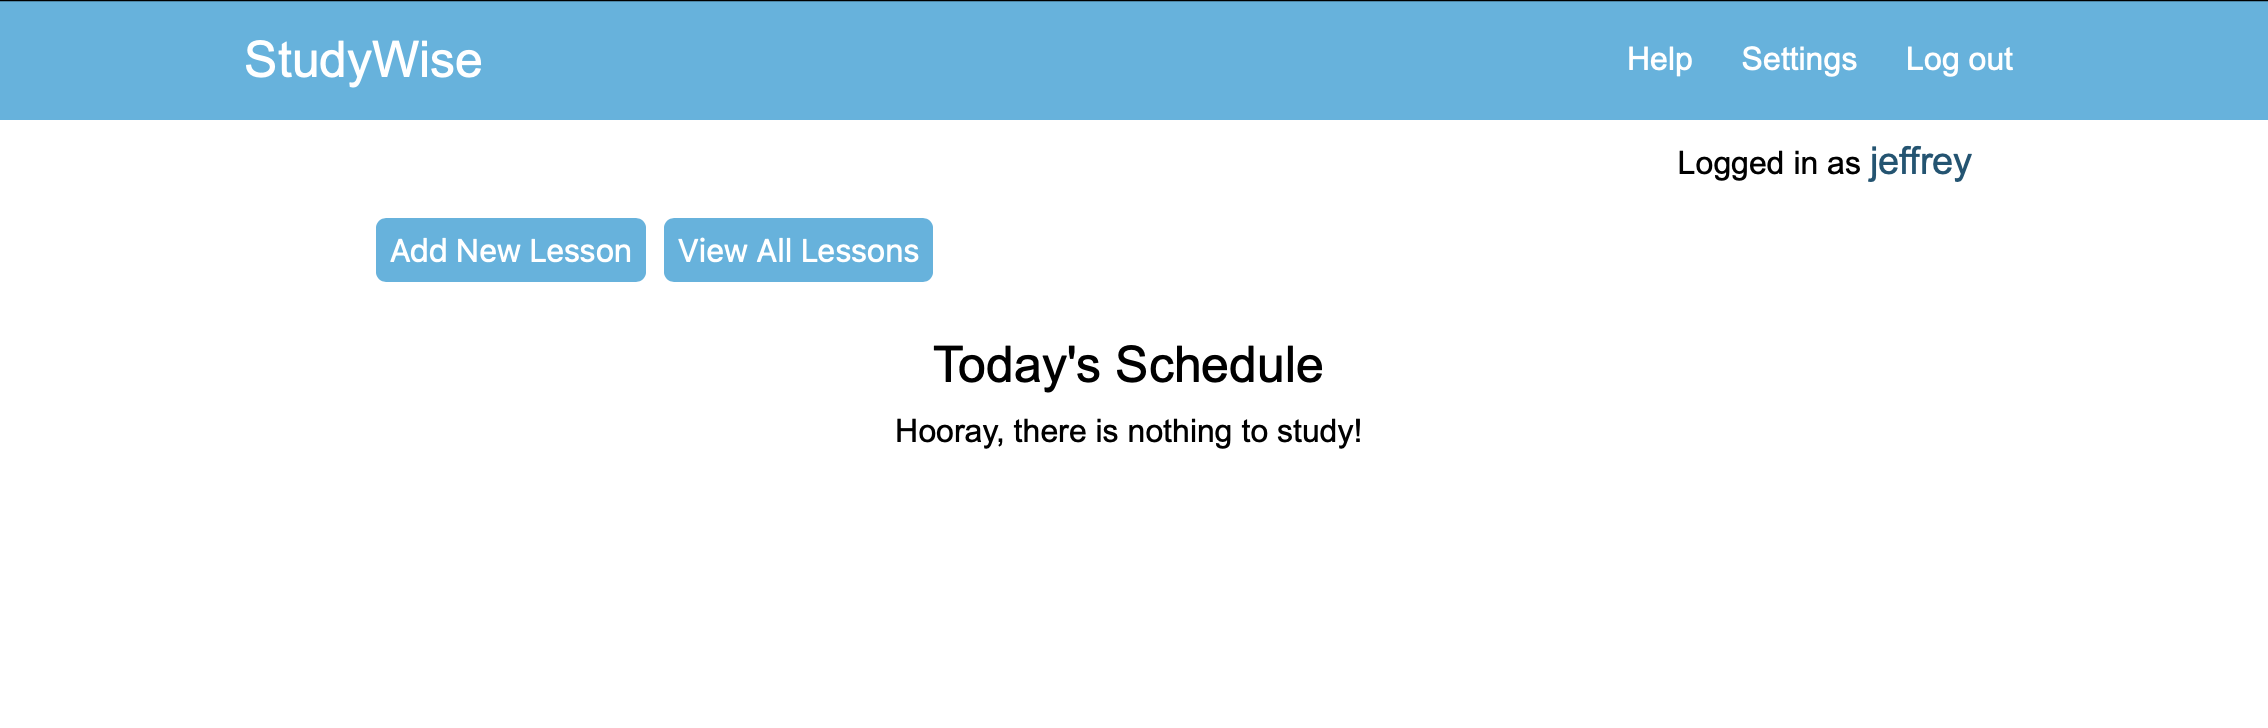 StudyWise Help Settings Log out
Logged in as jeffrey
Add New Lesson View All Lessons
Today's Schedule
Hooray, there is nothing to study!